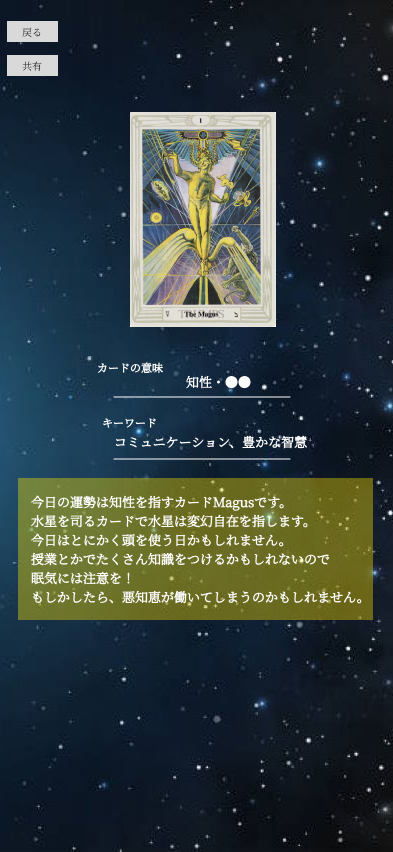 戻る
共有
I
The Magus
カードの意味
知性・●●
キーワード
コミュニケーション、豊かな智慧
今日の運勢は知性を指すカードMagusです。
水星を司るカードで水星は変幻自在を指します。
今日はとにかく頭を使う日かもしれません。
授業とかでたくさん知識をつけるかもしれないので
眠気には注意を！
もしかしたら、悪知恵が働いてしまうのかもしれません。